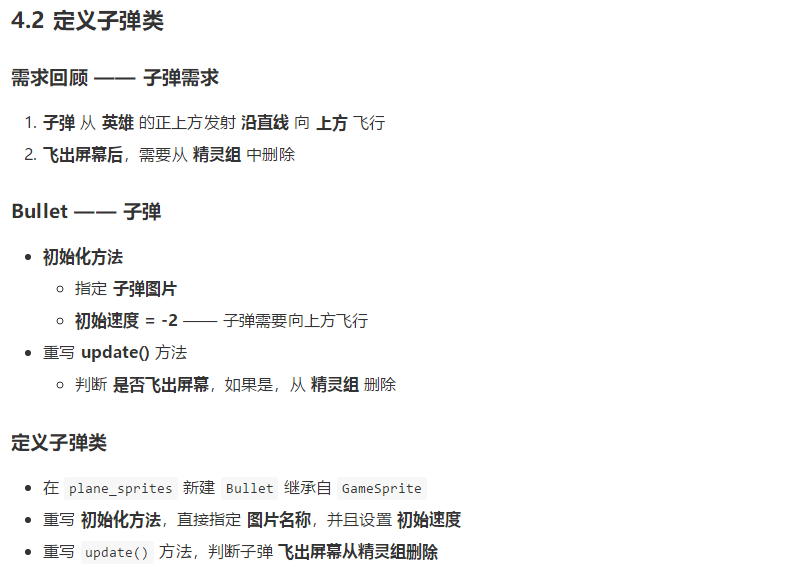 4.2 定义子弹类
需求回顾 —— 子弹需求
1. 子弹 从 英雄 的正上方发射 沿直线 向 上方 飞行
2. 飞出屏幕后，需要从 精灵组 中删除
Bullet —— 子弹
• 初始化方法
◦ 指定 子弹图片
◦ 初始速度 = -2 —— 子弹需要向上方飞行
• 重写 update() 方法
◦ 判断 是否飞出屏幕，如果是，从 精灵组 删除
定义子弹类
• 在 plane_sprites 新建 Bullet 继承自 GameSprite
• 重写 初始化方法，直接指定 图片名称，并且设置 初始速度
• 重写 update() 方法，判断子弹 飞出屏幕从精灵组删除